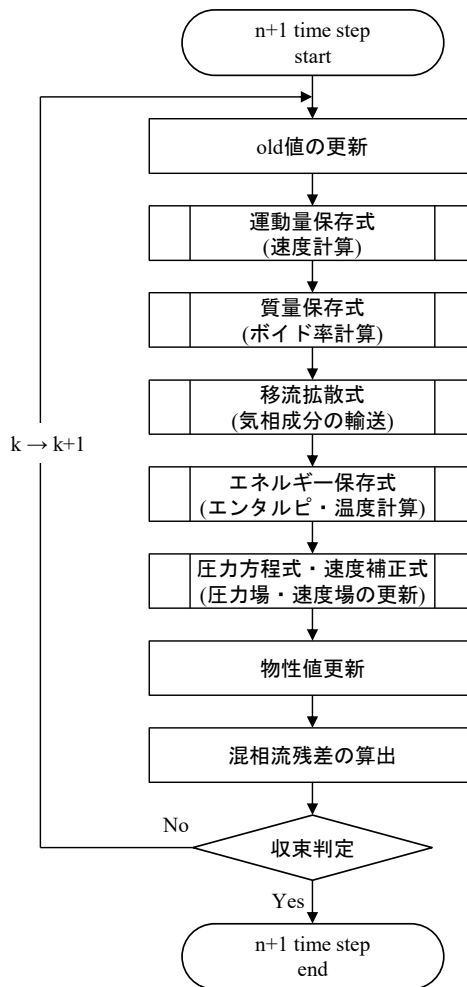 n+1 time step
start
old値の更新
運動量保存式
(速度計算)
質量保存式
(ボイド率計算)
移流拡散式
(気相成分の輸送)
k → k+1
エネルギー保存式
(エンタルピ・温度計算)
圧力方程式・速度補正式
(圧力場・速度場の更新)
物性値更新
混相流残差の算出
No
収束判定
Yes
n+1 time step
end